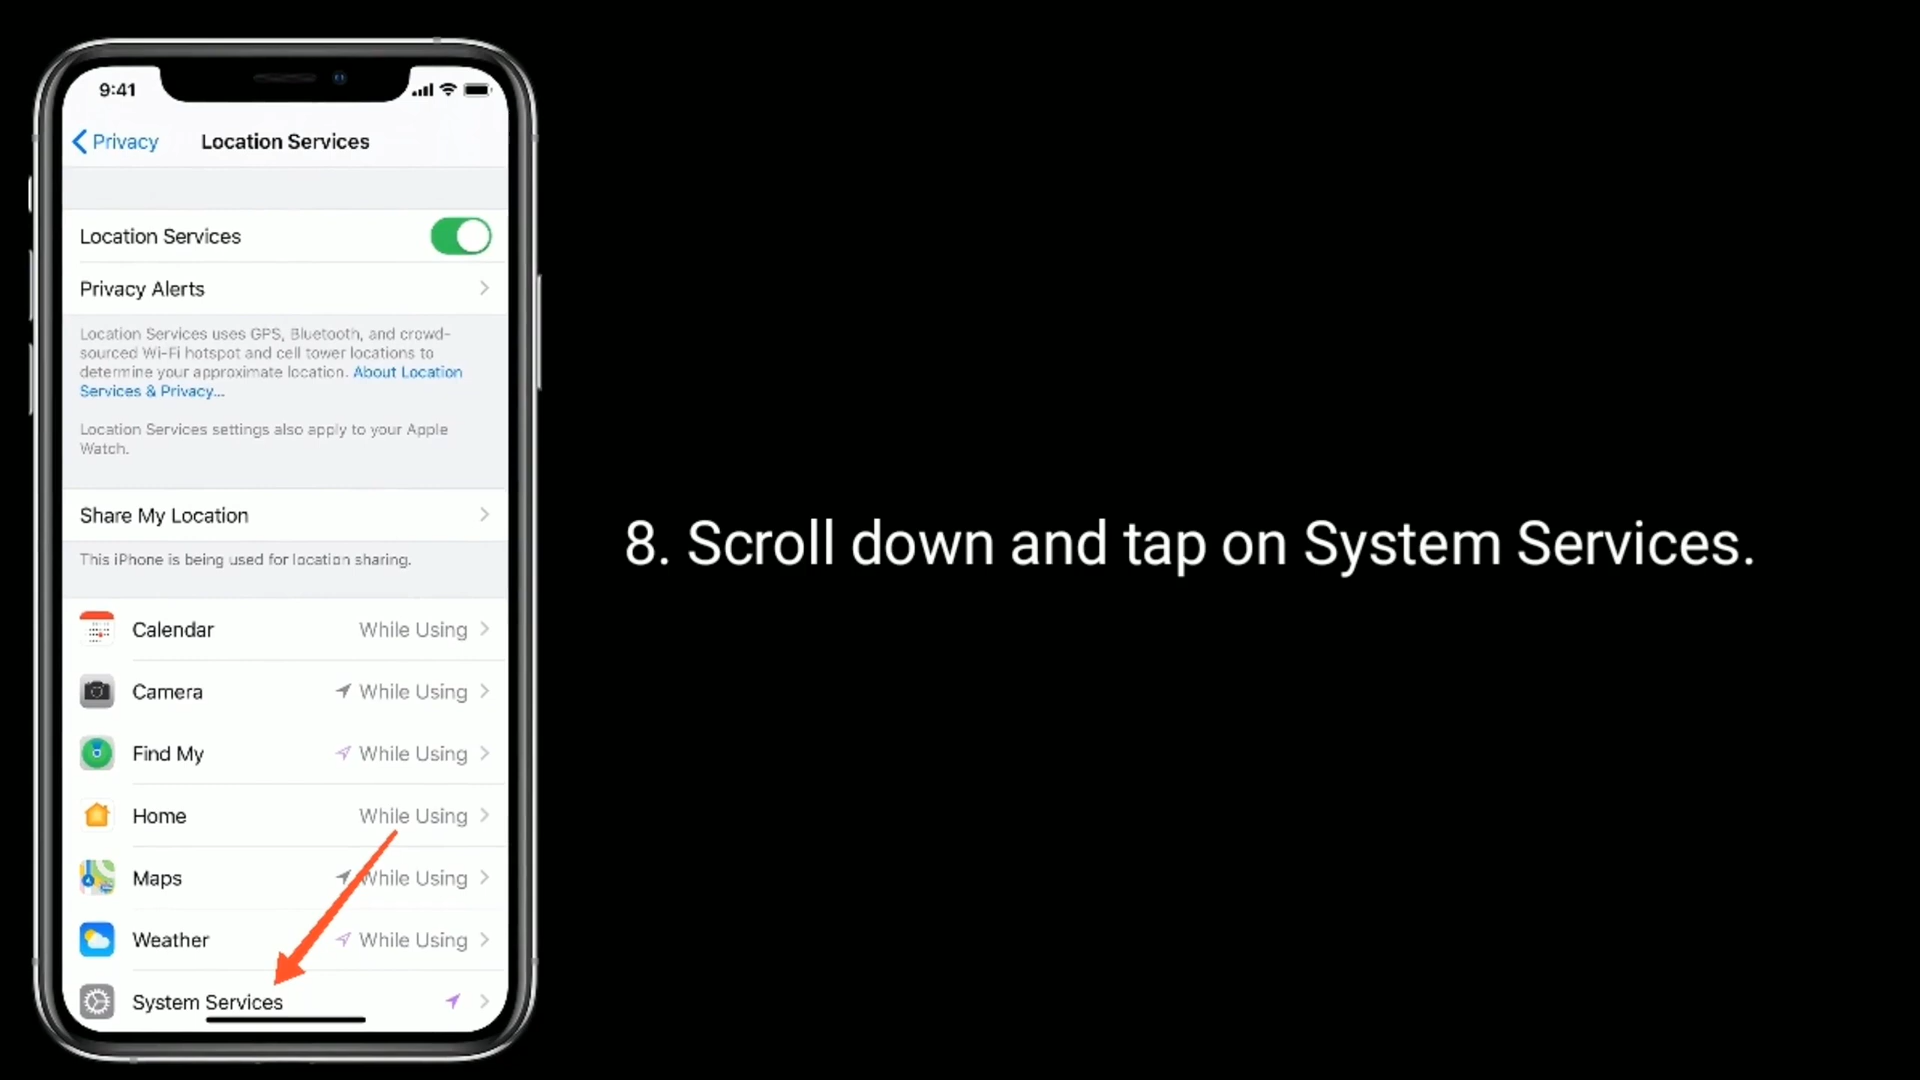 9:41
Privacy
Location Services
Location Services
Privacy Alerts
Location Services uses GPS, Bluetooth, and crowd-
sourced Wi-Fi hotspot and cell tower locations to
determine your approximate location. About Location
Services & Privacy...
Location Services settings also apply to your Apple
Watch.
Share My Location
This iPhone is being used for location sharing.
Calendar While Using
Camera While Using
Find My While Using
Home While Using
Maps While Using
Weather While Using
System Services
8. Scroll down and tap on System Services.